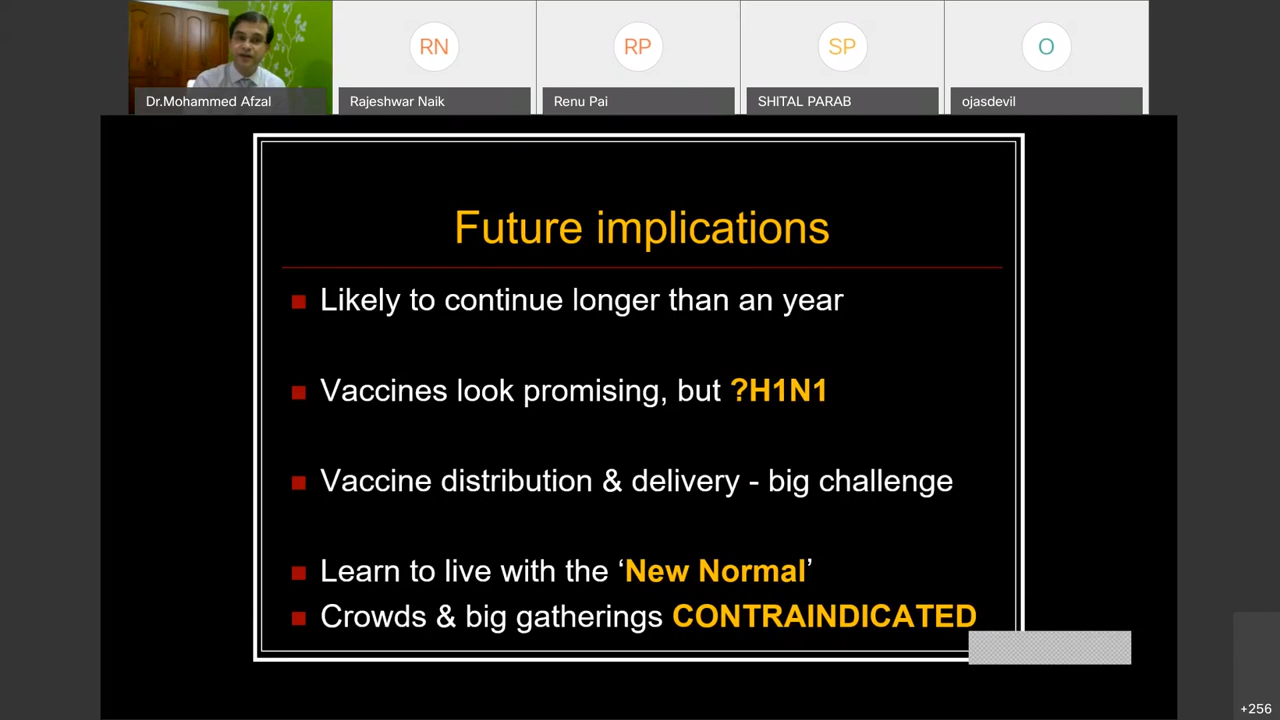 RN
RP
SP
O
Dr.Mohammed Afzal
Rajeshwar Naik
Renu Pai
SHITAL PARAB
ojasdevil
Future implications
Likely to continue longer than an year
Vaccines look promising, but ?H1N1
Vaccine distribution & delivery - big challenge
Learn to live with the ‘New Normal’
Crowds & big gatherings CONTRAINDICATED
+256